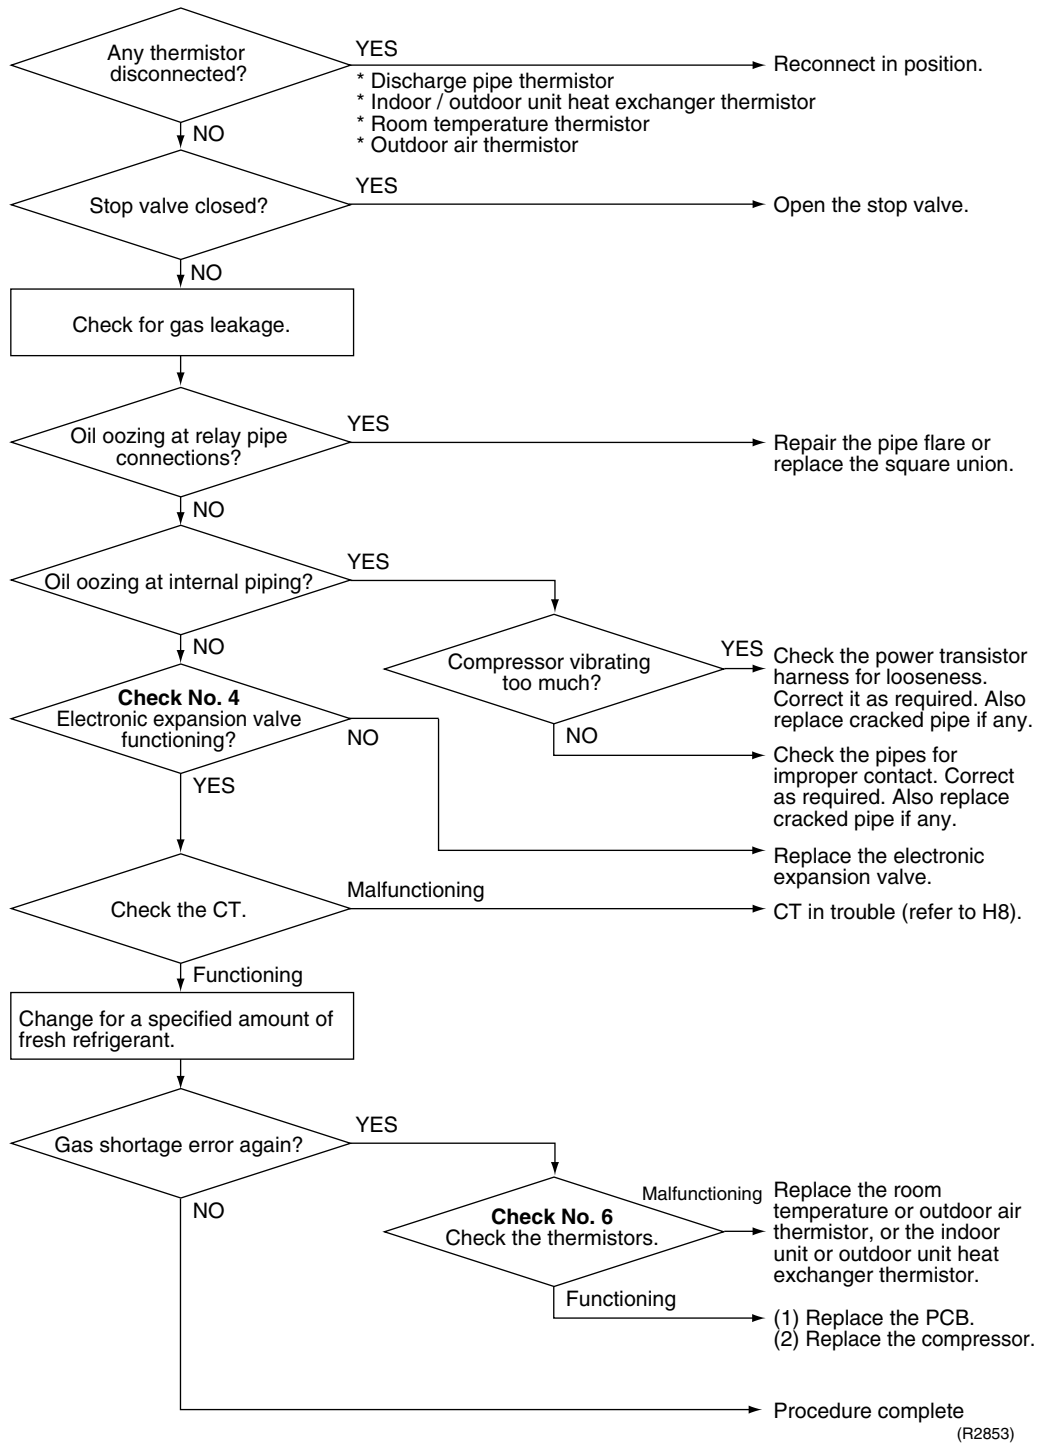 Any thermistor
disconnected?
YES
* Discharge pipe thermistor
* Indoor / outdoor unit heat exchanger thermistor
* Room temperature thermistor
* Outdoor air thermistor
Reconnect in position.
NO
Stop valve closed?
YES
Open the stop valve.
NO
Check for gas leakage.
Oil oozing at relay pipe
connections?
YES
Repair the pipe flare or
replace the square union.
NO
Oil oozing at internal piping?
YES
NO
Compressor vibrating
too much?
YES
Check the power transistor
harness for looseness.
Correct it as required. Also
replace cracked pipe if any.
NO
Check the pipes for
improper contact. Correct
as required. Also replace
cracked pipe if any.
Check No. 4
Electronic expansion valve
functioning?
NO
Replace the electronic
expansion valve.
YES
Check the CT.
Malfunctioning
CT in trouble (refer to H8).
Functioning
Change for a specified amount of
fresh refrigerant.
Gas shortage error again?
YES
NO
Check No. 6
Check the thermistors.
Malfunctioning
Replace the room
temperature or outdoor air
thermistor, or the indoor
unit or outdoor unit heat
exchanger thermistor.
Functioning
(1) Replace the PCB.
(2) Replace the compressor.
Procedure complete
(R2853)